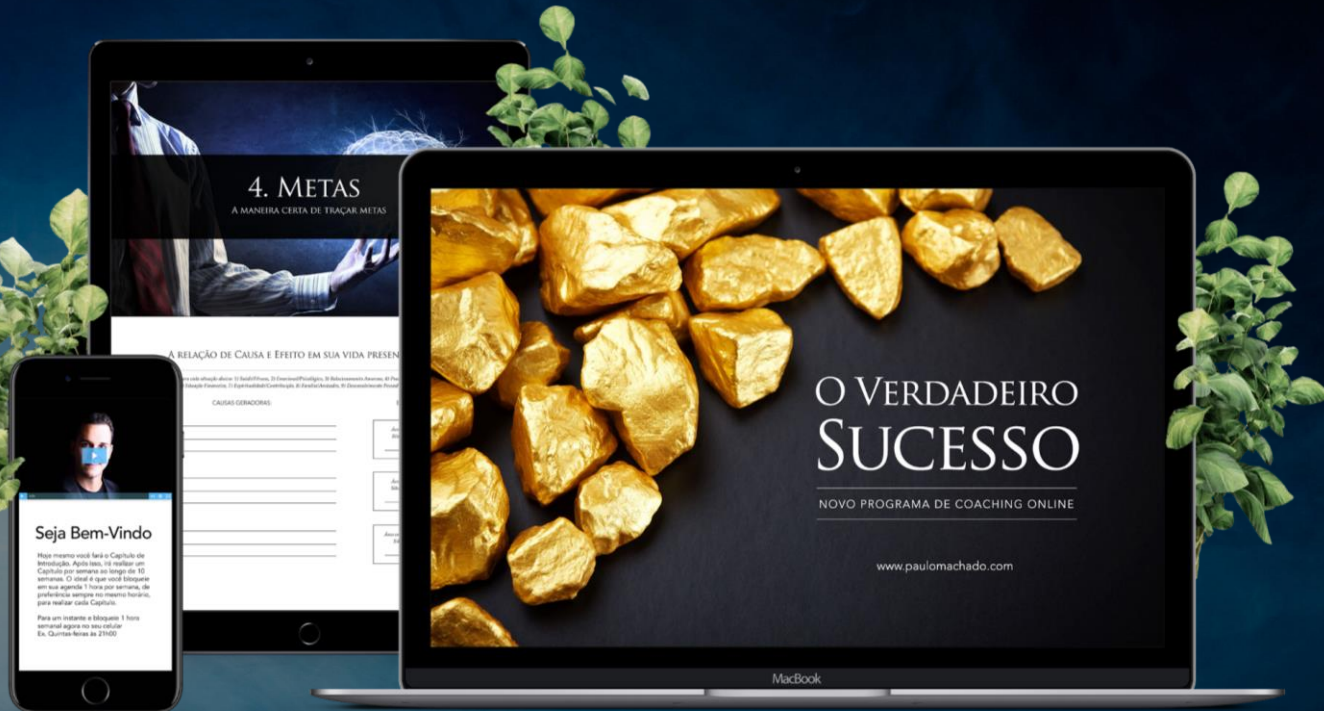 4. METAS
A MANEIRA CERTA DE TRAÇAR METAS
A RELAÇÃO DE CAUSA E EFEITO EM SUA VIDA PRESEN
CAUSAS GERADORAS:
O VERDADEIRO
SUCESSO
NOVO PROGRAMA DE COACHING ONLINE
www.paulomachado.com
MacBook
Seja Bem-Vindo
Hoje mesmo você fará o Capítulo de
Introdução. Após isso, irá realizar um
Capítulo por semana ao longo de 10
semanas. O ideal é que você bloqueie
em sua agenda 1 hora por semana, de
preferência sempre no mesmo horário,
para realizar cada Capítulo.
Para um instante e bloqueie 1 hora
semanal agora no seu celular
Ex. Quintas-feiras às 21h00